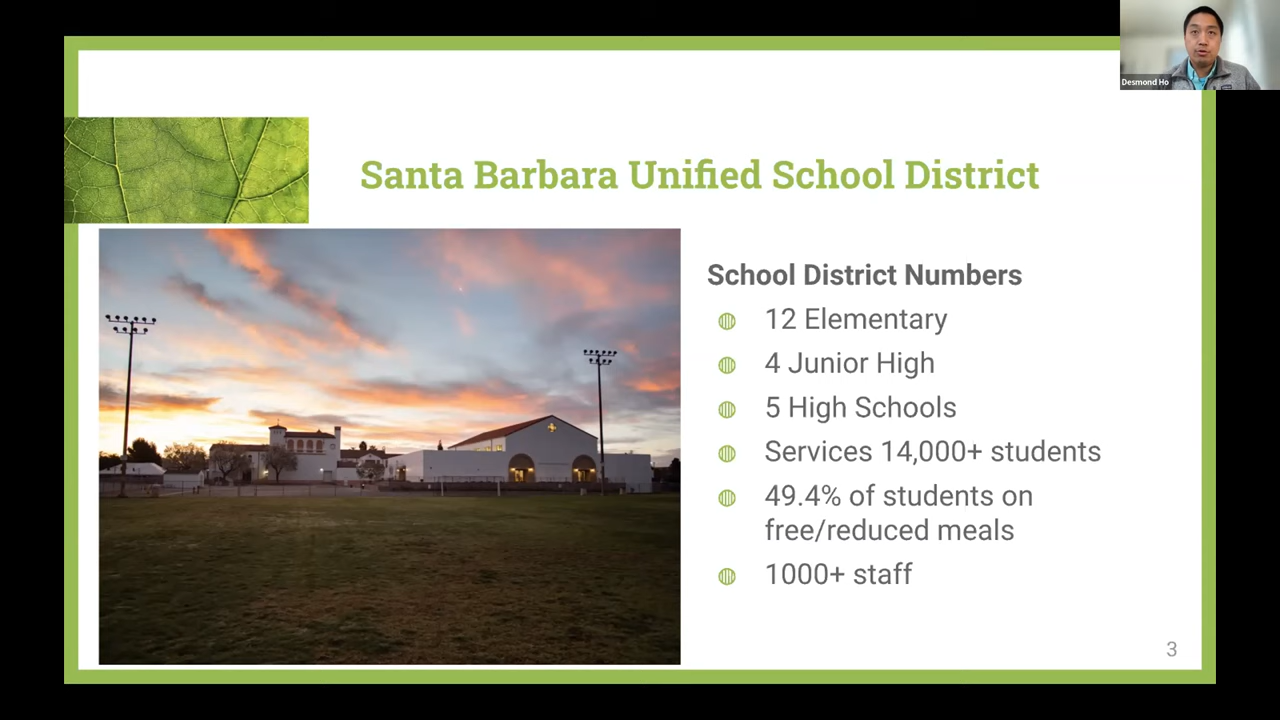 Desmond Ho
Santa Barbara Unified School District
School District Numbers
12 Elementary
4 Junior High
5 High Schools
Services 14,000+ students
49.4% of students on
free/reduced meals
1000+ staff
3